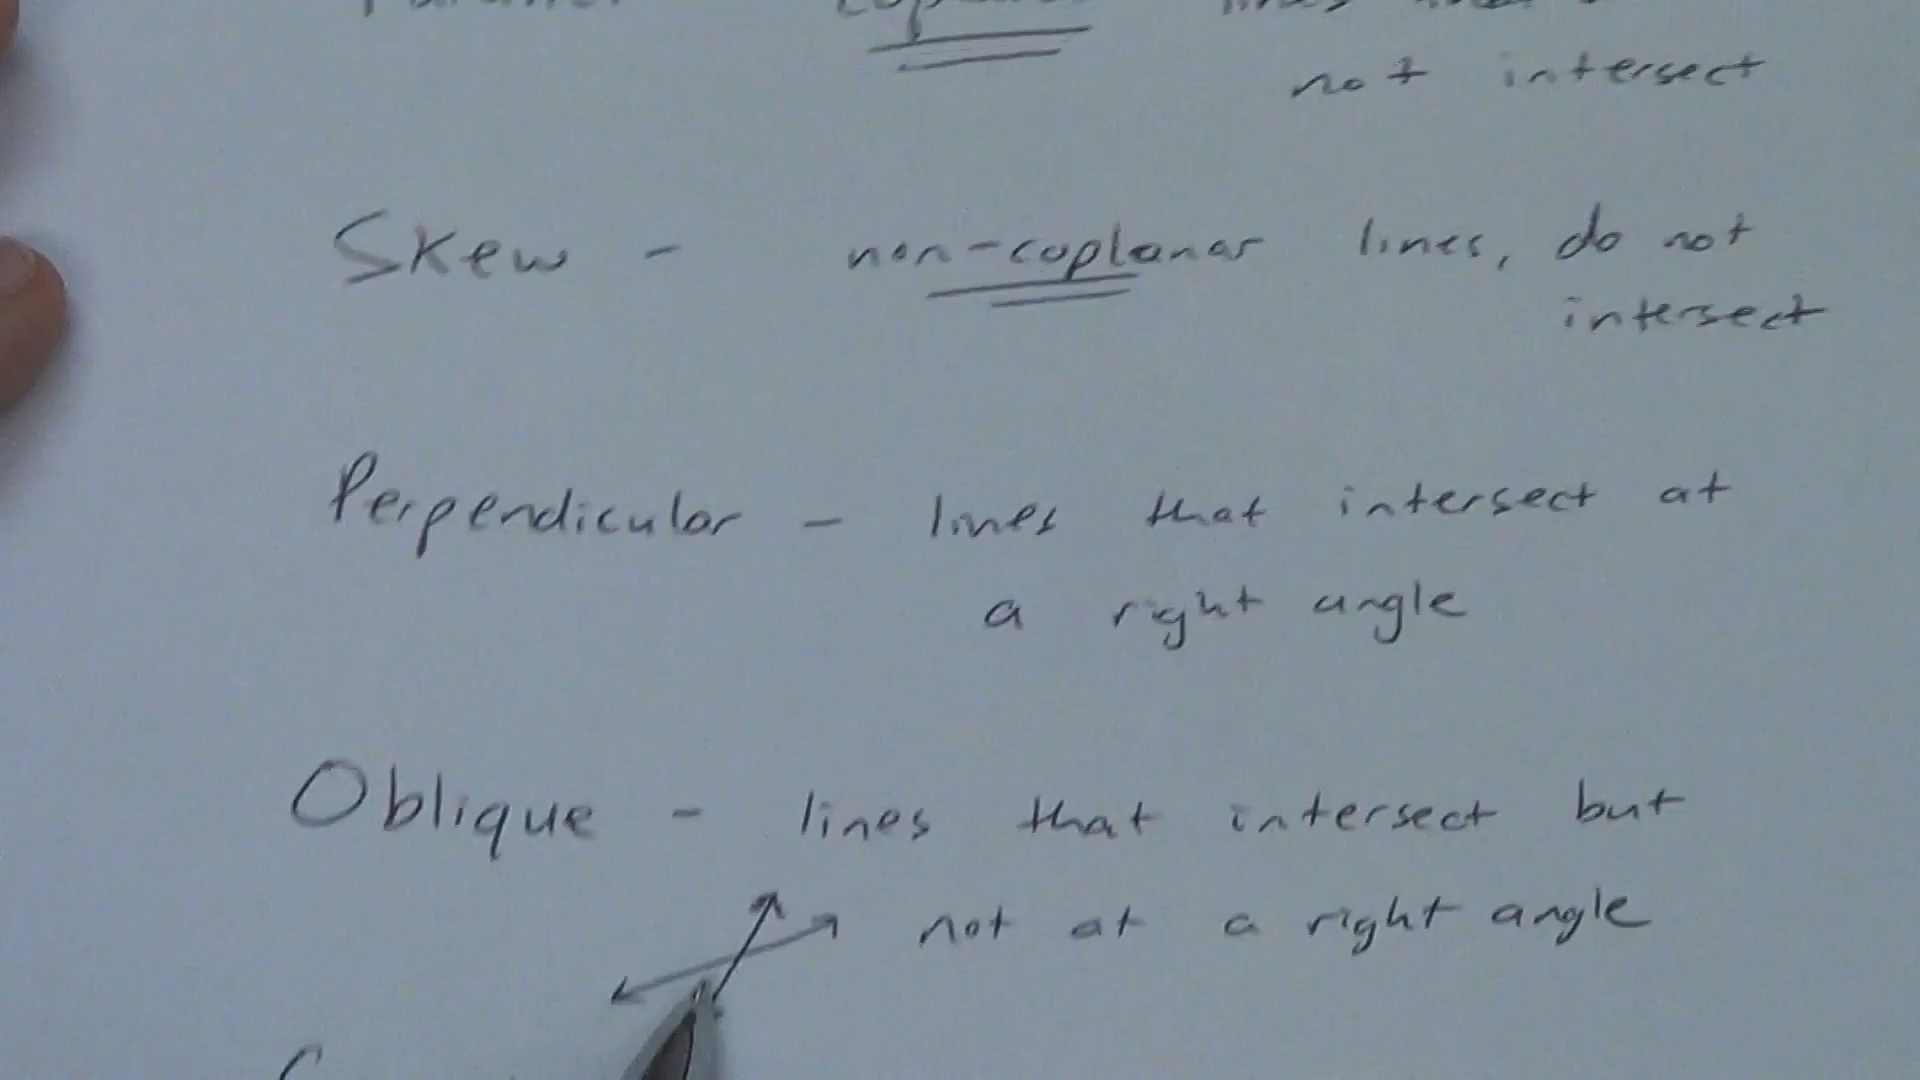 not intersect
Skew - non-coplanar lines, do not
intersect
Perpendicular - lines that intersect at
a right angle
Oblique - lines that intersect but
not at a right angle